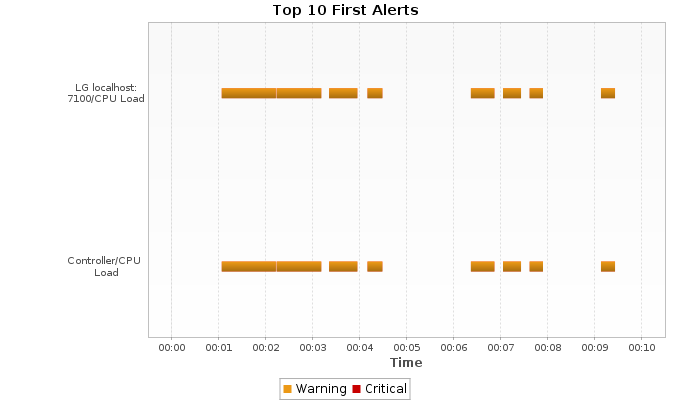 Top 10 First Alerts
LG localhost:
7100/CPU Load
Controller/CPU
Load
00:00 00:01 00:02 00:03 00:04 00:05 00:06 00:07 00:08 00:09 00:10
Time
Warning Critical